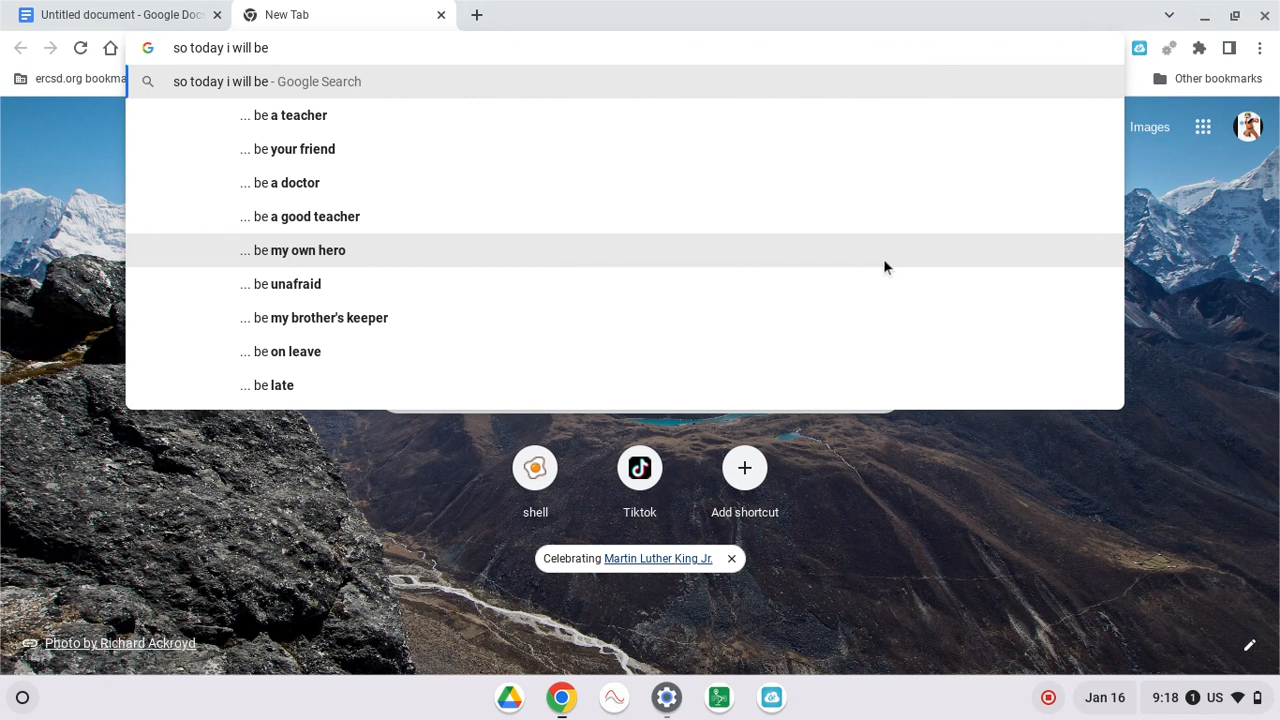 Untitled document - Google Docs
New Tab
so today i will be
ercsd.org bookma
Other bookmarks
so today i will be - Google Search
... be a teacher
... be your friend
... be a doctor
... be a good teacher
... be my own hero
... be unafraid
... be my brother's keeper
... be on leave
... be late
Images
shell
Tiktok
Add shortcut
Celebrating Martin Luther King Jr.
Photo by Richard Ackroyd
Jan 16
9:18 1 US